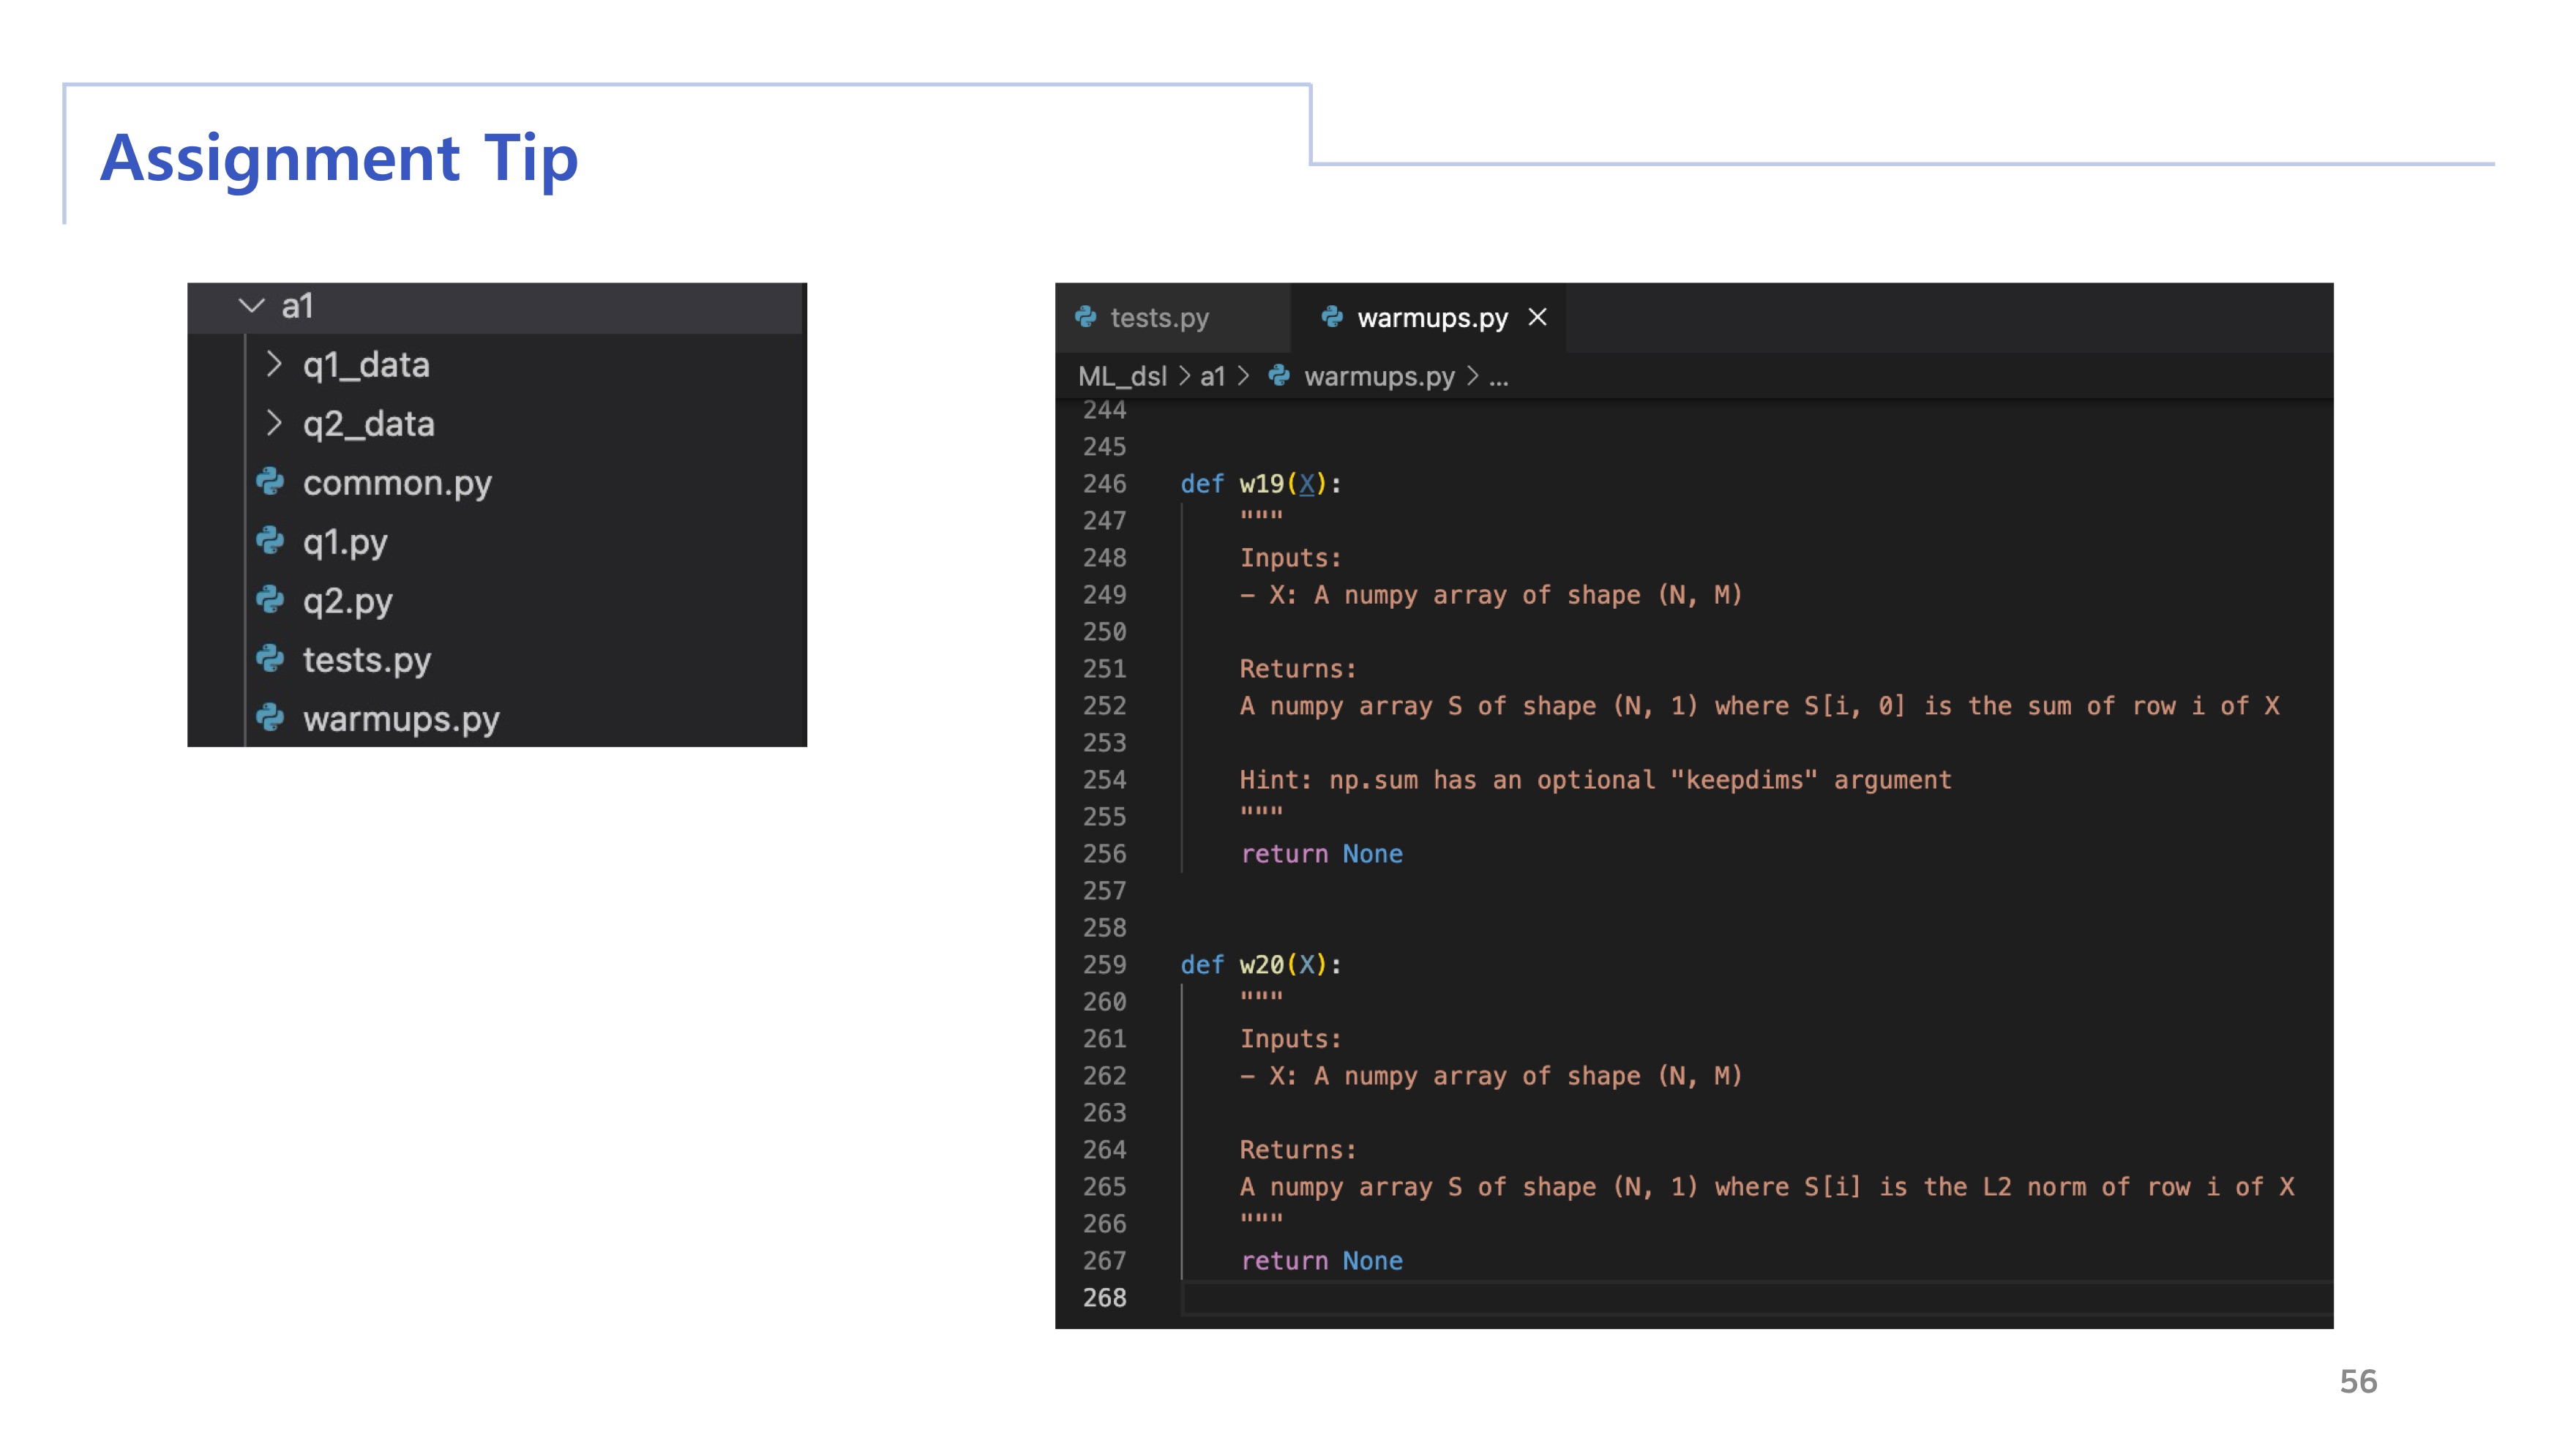 Assignment Tip
a1
q1_data
q2_data
common.py
q1.py
q2.py
tests.py
warmups.py
tests.py warmups.py
ML_dsl > a1 > warmups.py > ...
244
245
246 def w19(X):
247 """
248 Inputs:
249 - X: A numpy array of shape (N, M)
250
251 Returns:
252 A numpy array S of shape (N, 1) where S[i, 0] is the sum of row i of X
253
254 Hint: np.sum has an optional "keepdims" argument
255 """
256 return None
257
258
259 def w20(X):
260 """
261 Inputs:
262 - X: A numpy array of shape (N, M)
263
264 Returns:
265 A numpy array S of shape (N, 1) where S[i] is the L2 norm of row i of X
266 """
267 return None
268
56